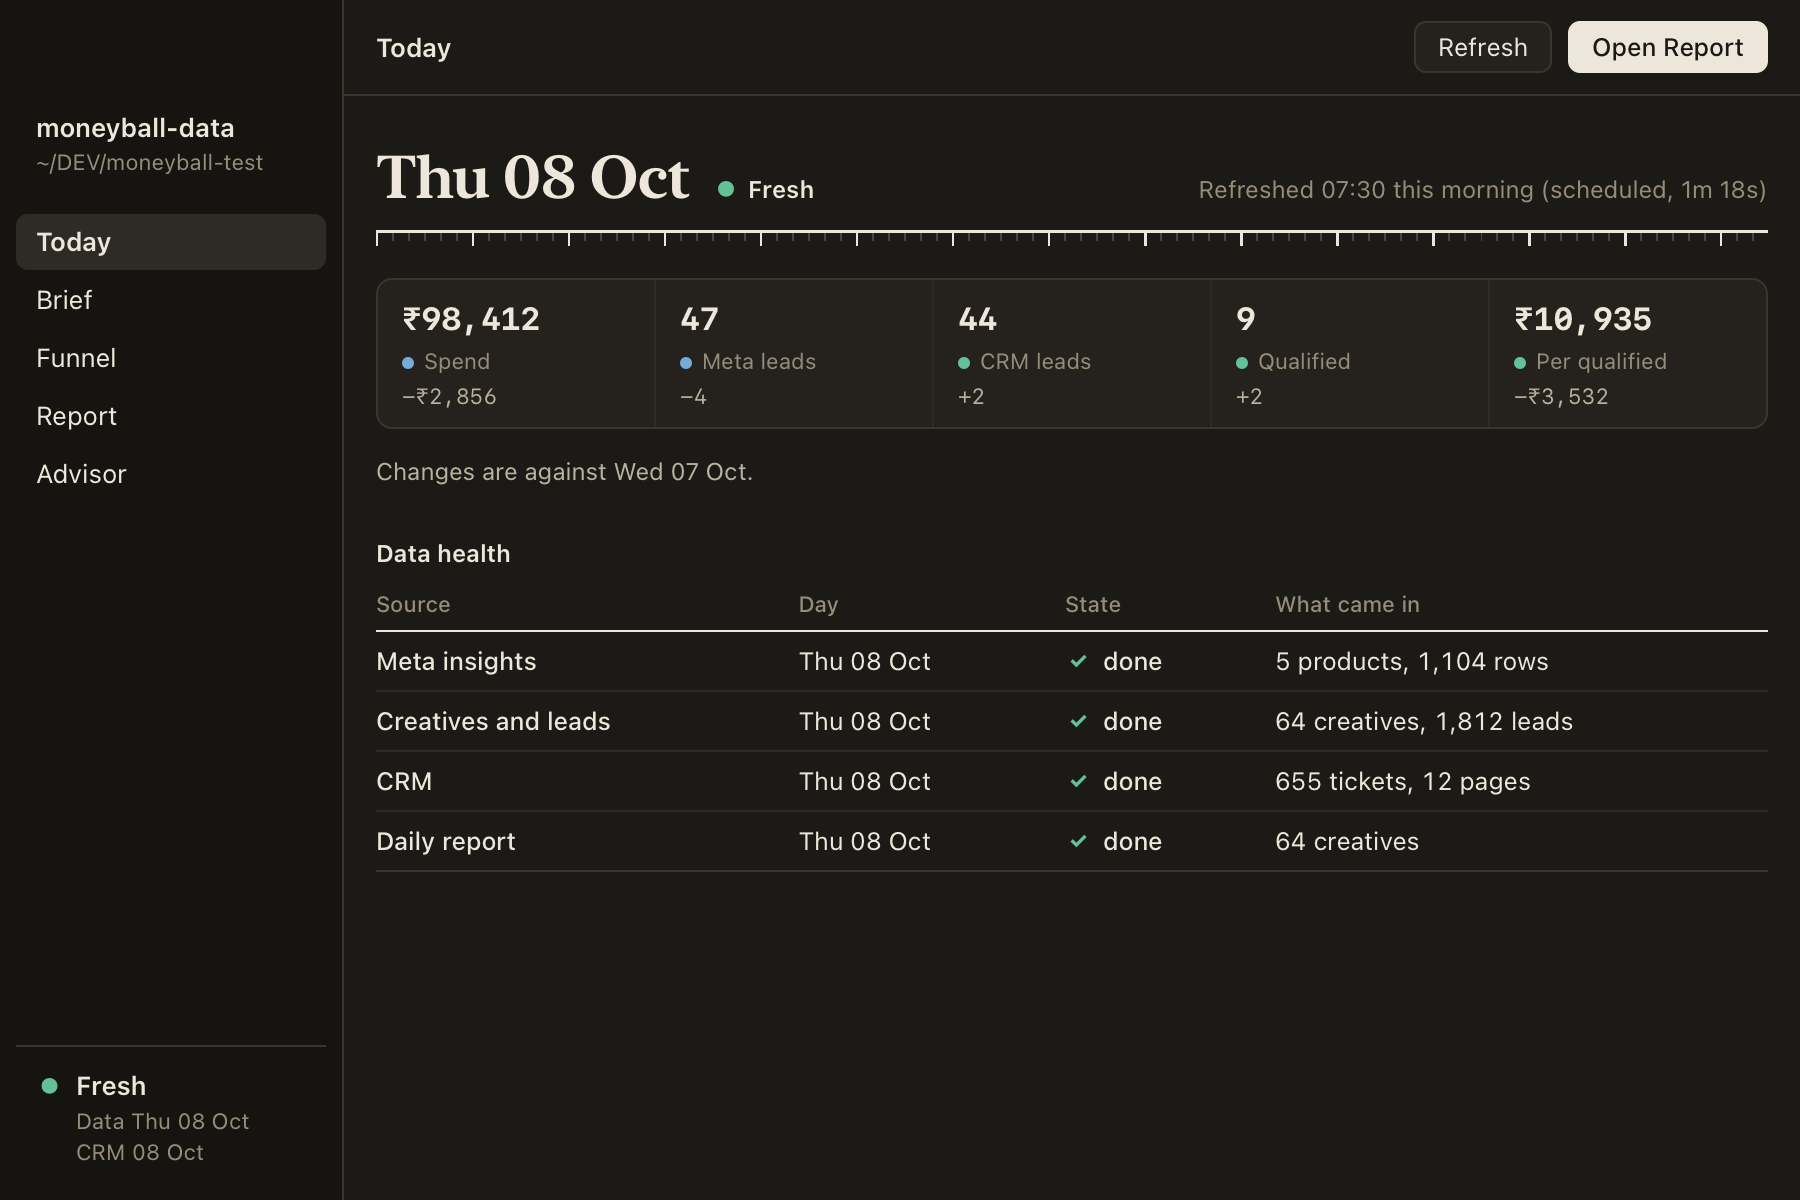 moneyball-data
~/DEV/moneyball-test
Today
Brief
Funnel
Report
Advisor
Fresh
Data Thu 08 Oct
CRM 08 Oct
Today
Refresh
Open Report
Thu 08 Oct
Fresh
Refreshed 07:30 this morning (scheduled, 1m 18s)
₹98,412
Spend
−₹2,856
47
Meta leads
−4
44
CRM leads
+2
9
Qualified
+2
₹10,935
Per qualified
−₹3,532
Changes are against Wed 07 Oct.
Data health
Source Day State What came in
Meta insights Thu 08 Oct ✓ done 5 products, 1,104 rows
Creatives and leads Thu 08 Oct ✓ done 64 creatives, 1,812 leads
CRM Thu 08 Oct ✓ done 655 tickets, 12 pages
Daily report Thu 08 Oct ✓ done 64 creatives